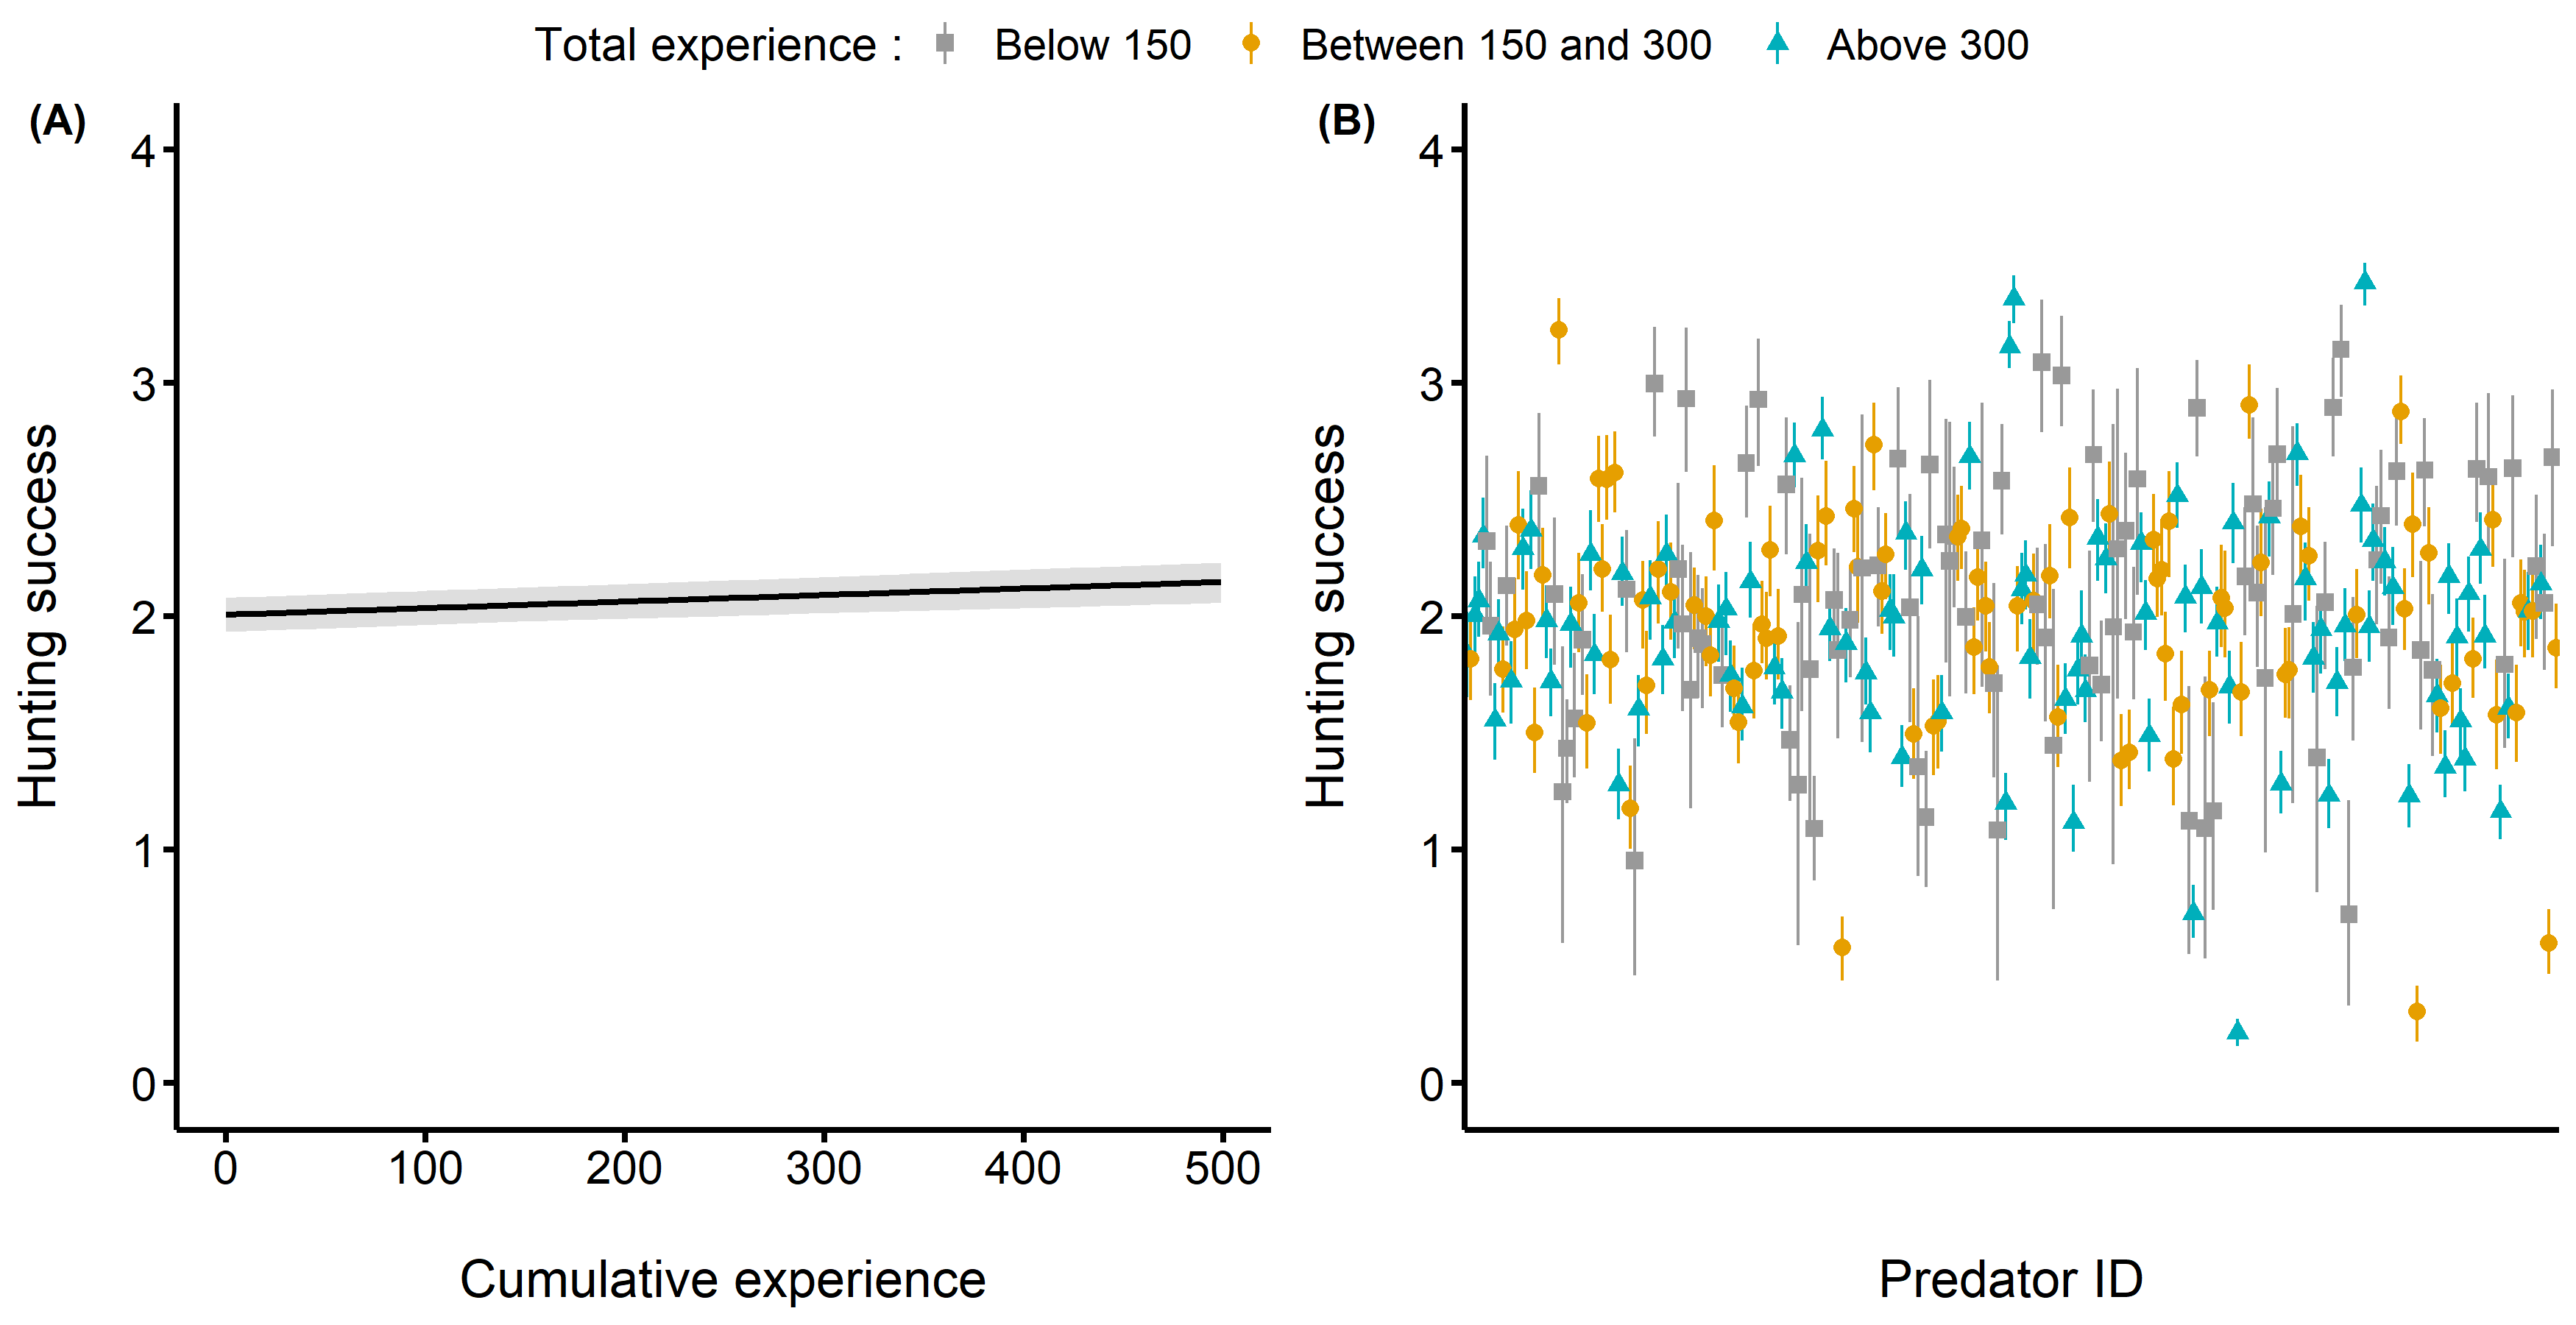 Total experience : Below 150 Between 150 and 300 Above 300
(A)
Hunting success
4
3
2
1
0
0 100 200 300 400 500
Cumulative experience
(B)
Hunting success
4
3
2
1
0
Predator ID